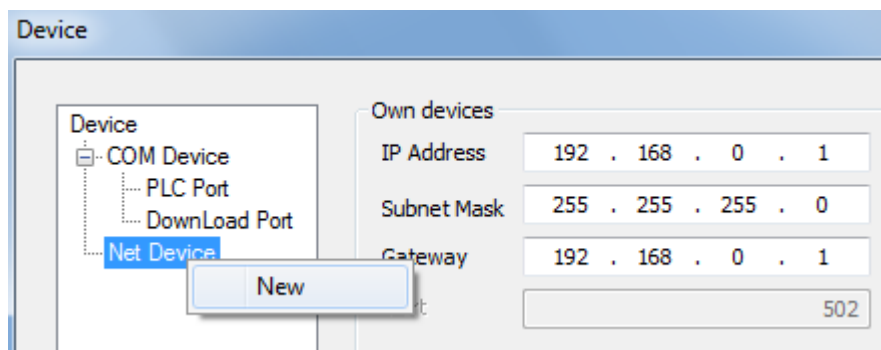 Device
Device
COM Device
PLC Port
DownLoad Port
Net Device
New
Own devices
IP Address 192 . 168 . 0 . 1
Subnet Mask 255 . 255 . 255 . 0
Gateway 192 . 168 . 0 . 1
502